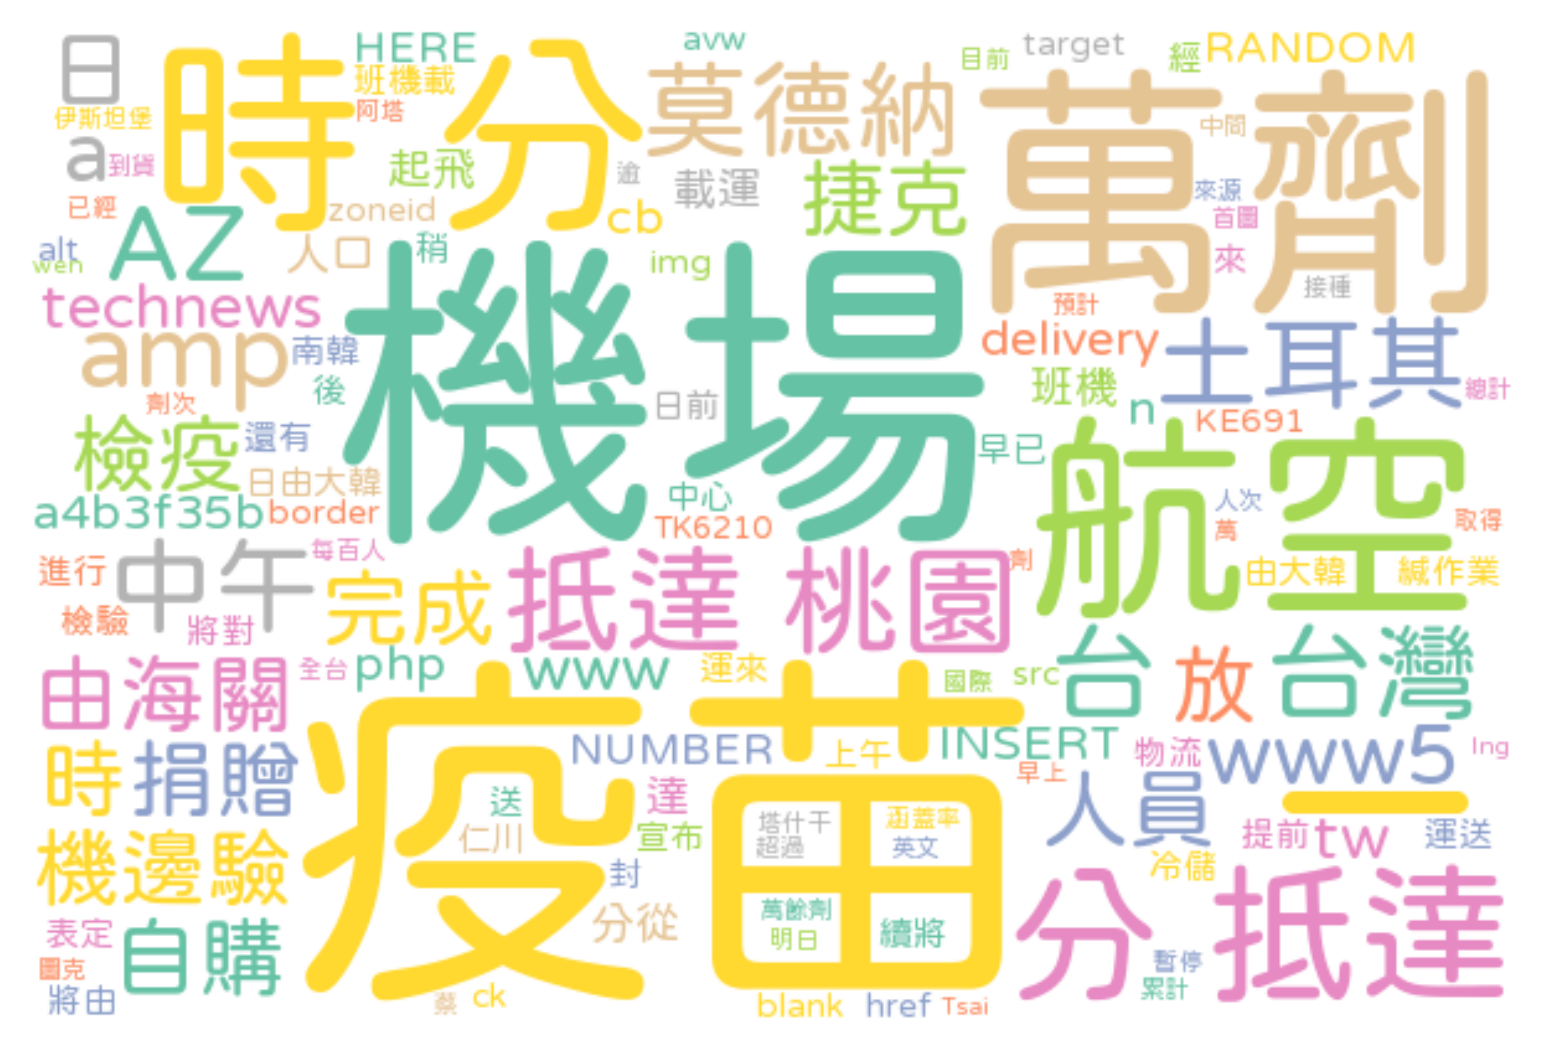 日
時分
HERE
班機載
阿塔
伊斯坦堡
a
到貨
已經
起飛
zoneid
逾
載運
cb
avw
莫德納
捷克
目前
target
經
RANDOM
萬劑
中間
來源
首圖
來
接種
預計
alt
weh
AZ
人口
稍
img
technews
amp
南韓
後
劑次
機場
日前
delivery
土耳其
班機
n
KE691
總計
檢疫
還有
日由大韓
a4b3f35b
border
中心
TK6210
早已
航空
人次
萬
取得
進行
中午
每百人
檢驗
將對
完成
抵達 桃園
劑
由大韓
緘作業
由海關
全台
php
www
運來
國際
src
台
放
台灣
時
捐贈
疫苗
NUMBER
上午
INSERT
早上
物流
www5
lng
一
送
仁川
達
宣布
封
塔什干
超過
涵蓋率
英文
人員
提前
tw
運送
冷儲
機邊驗
分從
萬餘劑
明日
續將
分 抵達
表定
自購
圖克
將由
蔡
ck
blank
href
Tsai
暫停
累計